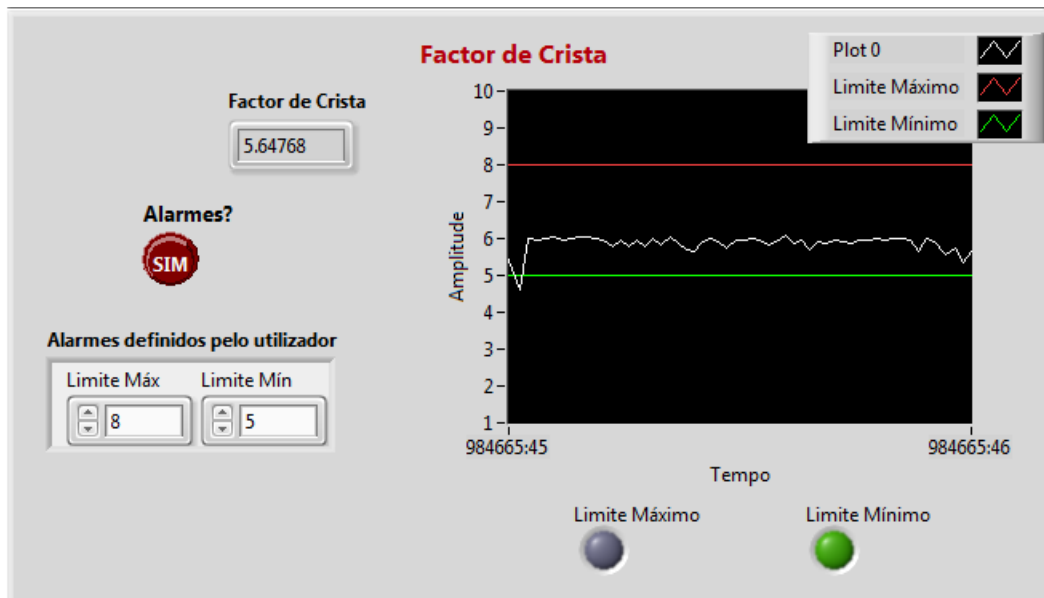 Factor de Crista
Plot 0
Limite Máximo
Limite Mínimo
Factor de Crista
5.64768
Alarmes?
SIM
Alarmes definidos pelo utilizador
Limite Máx
Limite Mín
8
5
Amplitude
10
9
8
7
6
5
4
3
2
1
984665:45
984665:46
Tempo
Limite Máximo
Limite Mínimo